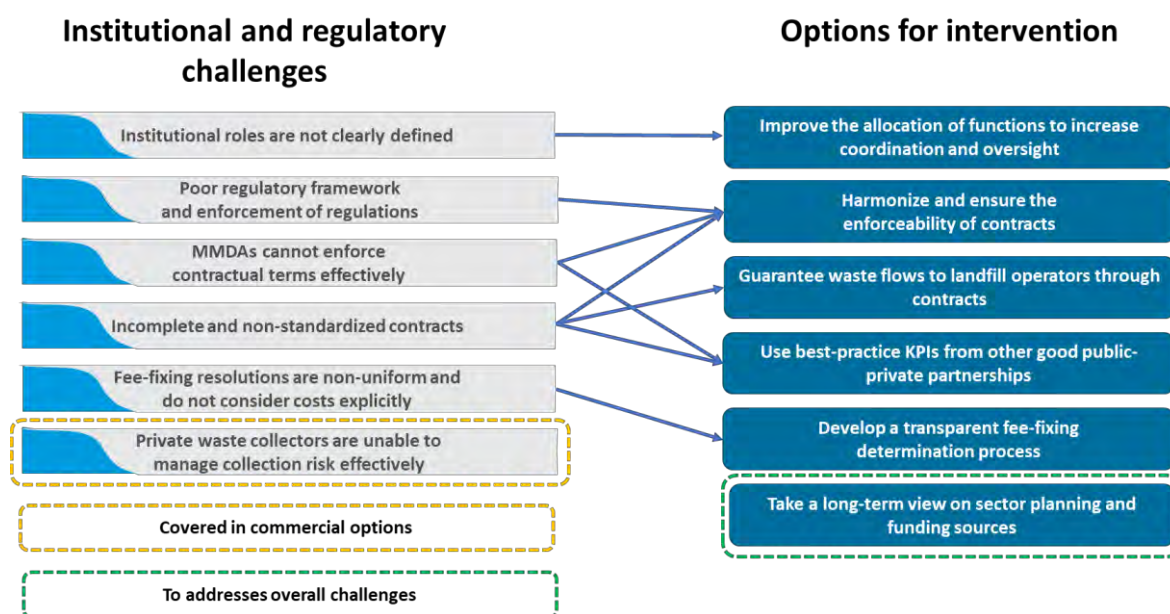 Institutional and regulatory
challenges
Institutional roles are not clearly defined
Poor regulatory framework
and enforcement of regulations
MMDAs cannot enforce
contractual terms effectively
Incomplete and non-standardized contracts
Fee-fixing resolutions are non-uniform and
do not consider costs explicitly
Private waste collectors are unable to
manage collection risk effectively
Covered in commercial options
To addresses overall challenges
Options for intervention
Improve the allocation of functions to increase
coordination and oversight
Harmonize and ensure the
enforceability of contracts
Guarantee waste flows to landfill operators through
contracts
Use best-practice KPIs from other good public-
private partnerships
Develop a transparent fee-fixing
determination process
Take a long-term view on sector planning and
funding sources